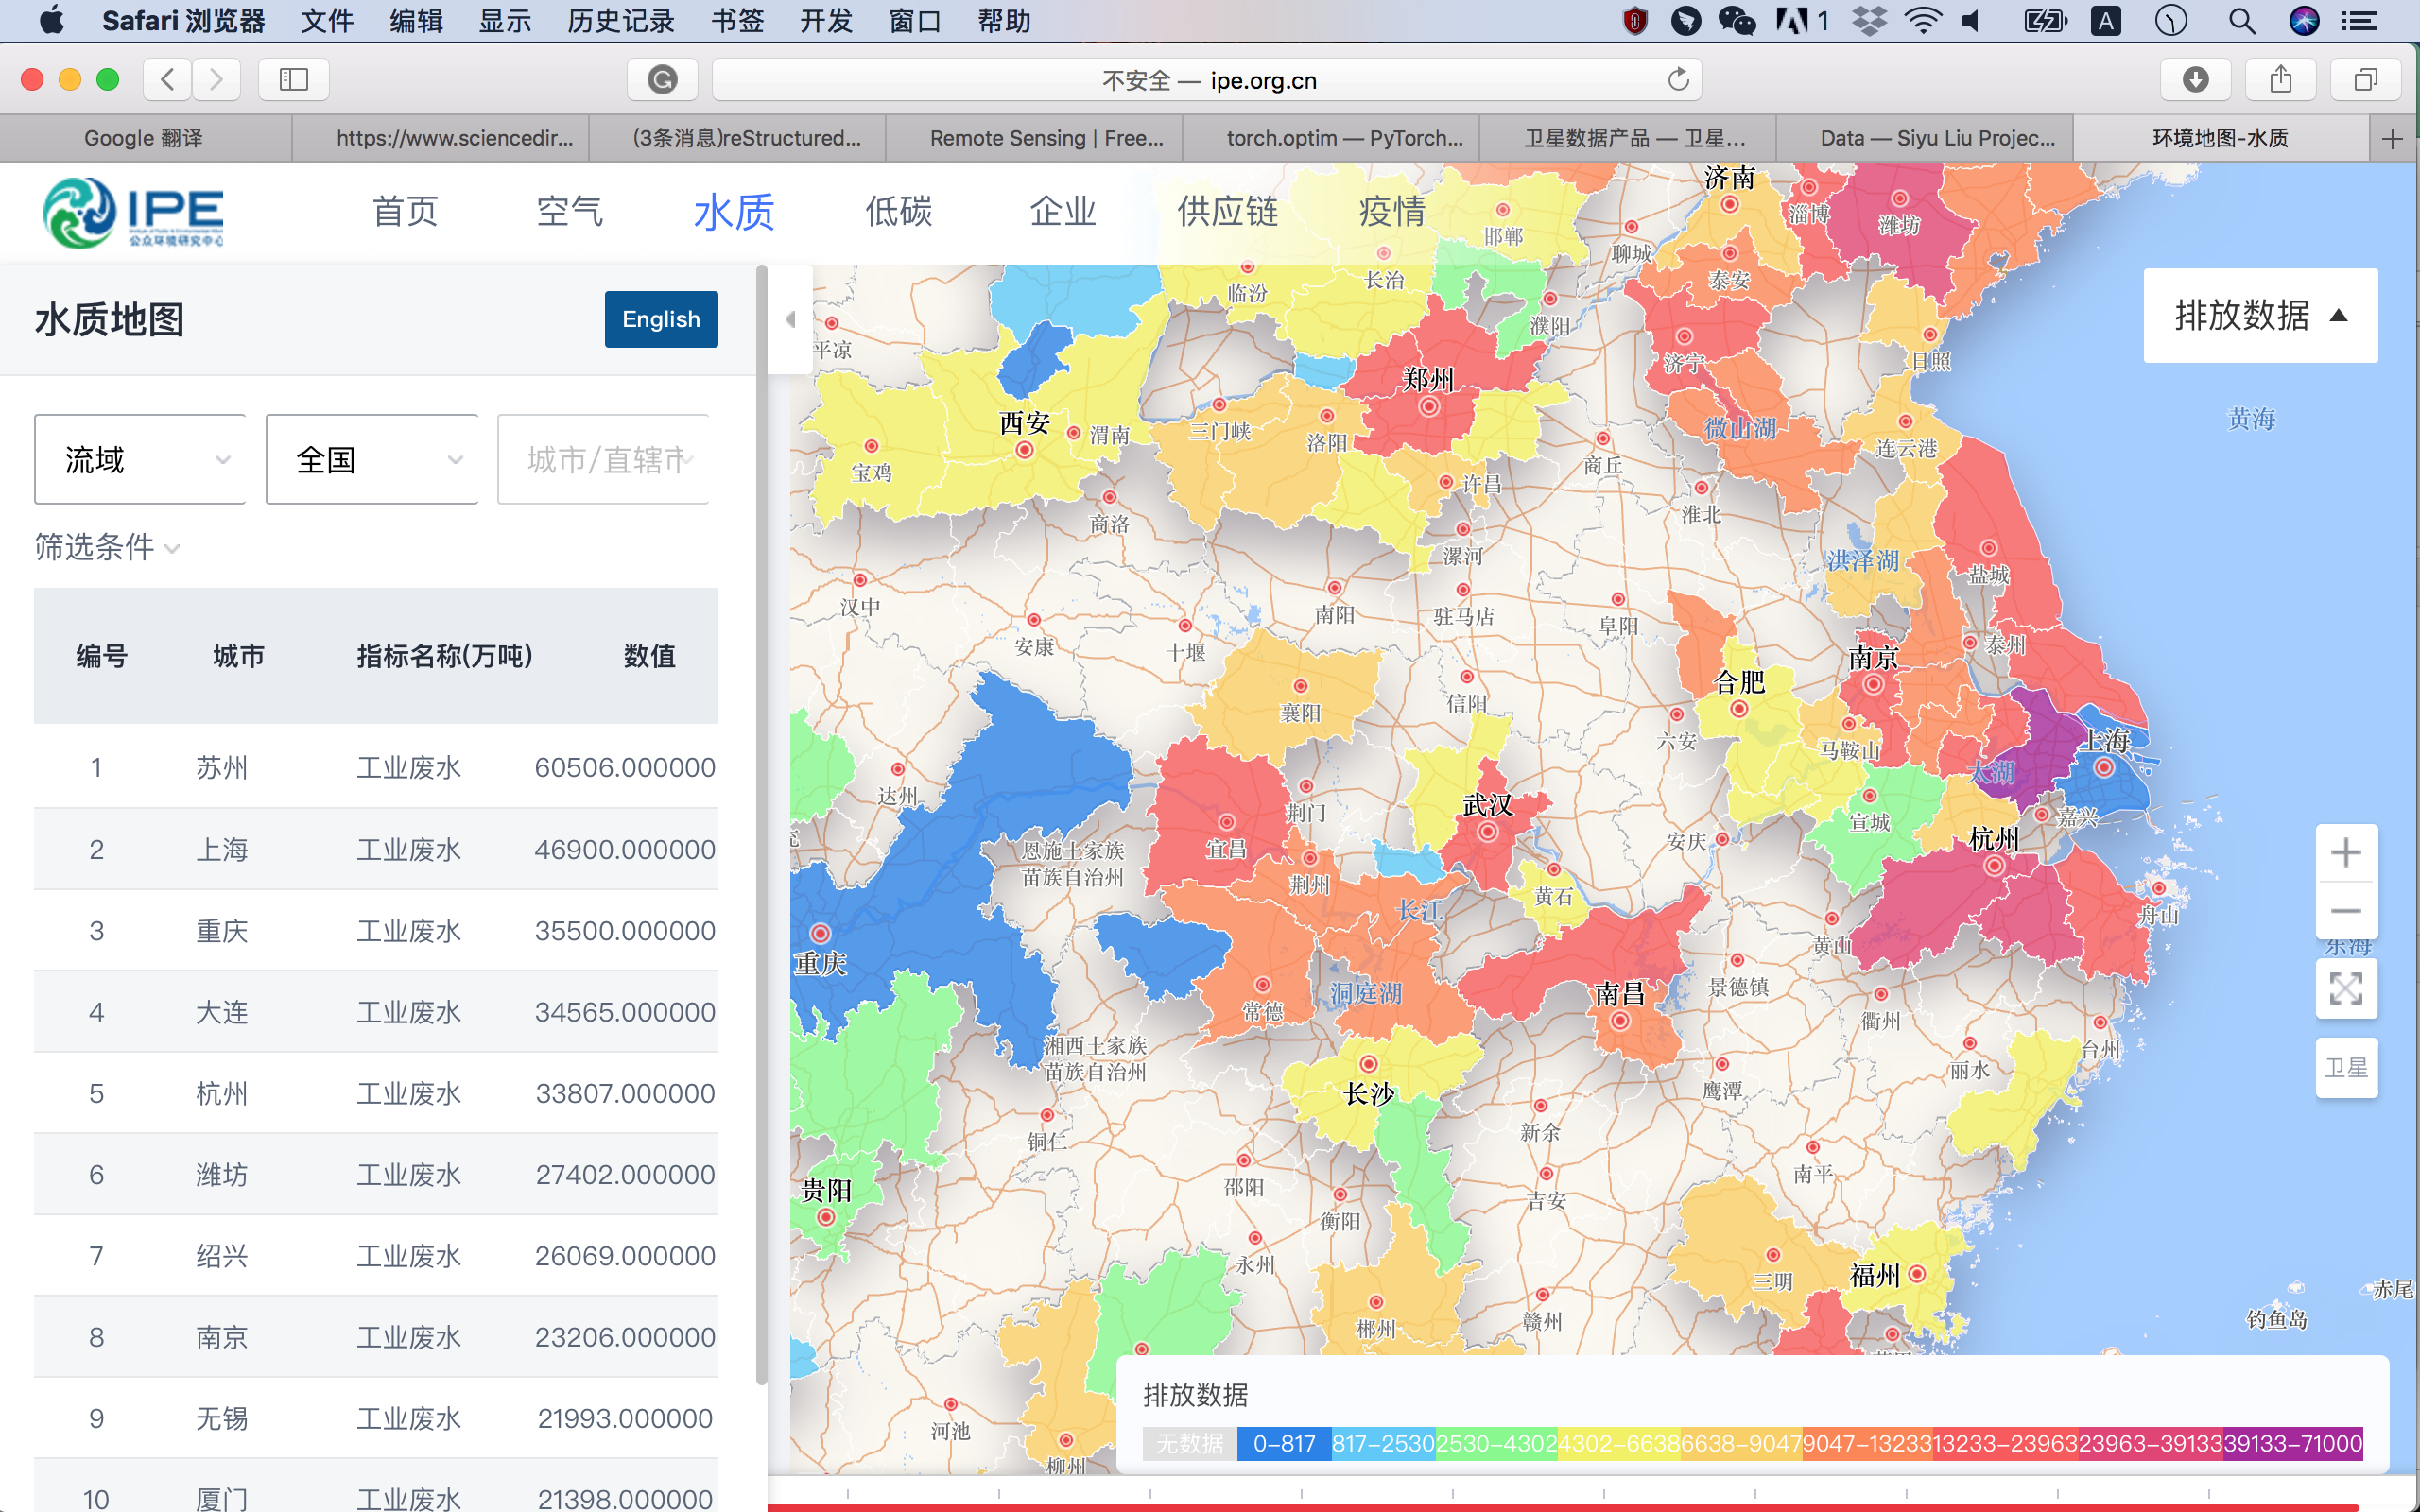 Safari 浏览器 文件 编辑 显示 历史记录 书签 开发 窗口 帮助 1 A
不安全 — ipe.org.cn
Google 翻译 https://www.sciencedir... (3条消息)reStructured... Remote Sensing | Free... torch.optim — PyTorch... 卫星数据产品 — 卫星... Data — Siyu Liu Projec... 环境地图-水质
IPE
公众环境研究中心
首页 空气 水质 低碳 企业 供应链 疫情
水质地图 English
流域 全国 城市/直辖市
筛选条件
编号 城市 指标名称(万吨) 数值
1 苏州 工业废水 60506.000000
2 上海 工业废水 46900.000000
3 重庆 工业废水 35500.000000
4 大连 工业废水 34565.000000
5 杭州 工业废水 33807.000000
6 潍坊 工业废水 27402.000000
7 绍兴 工业废水 26069.000000
8 南京 工业废水 23206.000000
9 无锡 工业废水 21993.000000
10 厦门 工业废水 21398.000000
排放数据
济南
淄博
潍坊
邯郸
聊城
泰安
临汾
长治
濮阳
平凉
济宁
日照
郑州
黄海
西安
渭南
三门峡
洛阳
微山湖
连云港
宝鸡
商丘
许昌
商洛
淮北
漯河
洪泽湖
盐城
汉中
南阳
驻马店
阜阳
安康
十堰
泰州
南京
合肥
襄阳
信阳
六安
马鞍山
上海
太湖
达州
荆门
武汉
宣城
嘉兴
杭州
安庆
宜昌
恩施土家族
苗族自治州
荆州
黄石
长江
舟山
黄山
东海
重庆
常德
洞庭湖
南昌
景德镇
衢州
湘西土家族
苗族自治州
台州
丽水
卫星
长沙
鹰潭
铜仁
新余
南平
贵阳
邵阳
衡阳
吉安
永州
三明
福州
赤尾
钓鱼岛
郴州
赣州
河池
柳州
排放数据
无数据 0-817 817-2530 2530-4302 4302-6638 6638-9047 9047-13233 13233-23963 23963-39133 39133-71000